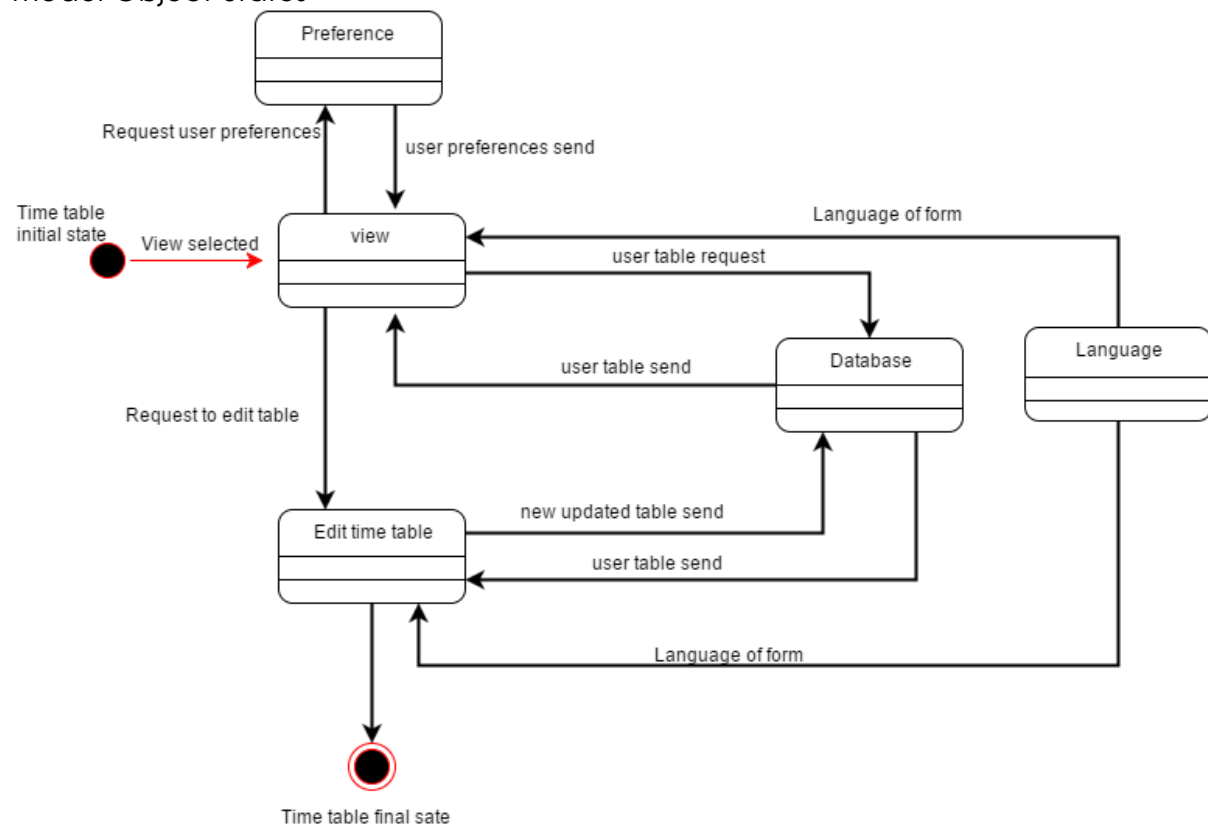 Preference
Request user preferences
user preferences send
Time table
initial state
View selected
view
Language of form
user table request
Database
Language
user table send
Request to edit table
Edit time table
new updated table send
user table send
Language of form
Time table final sate